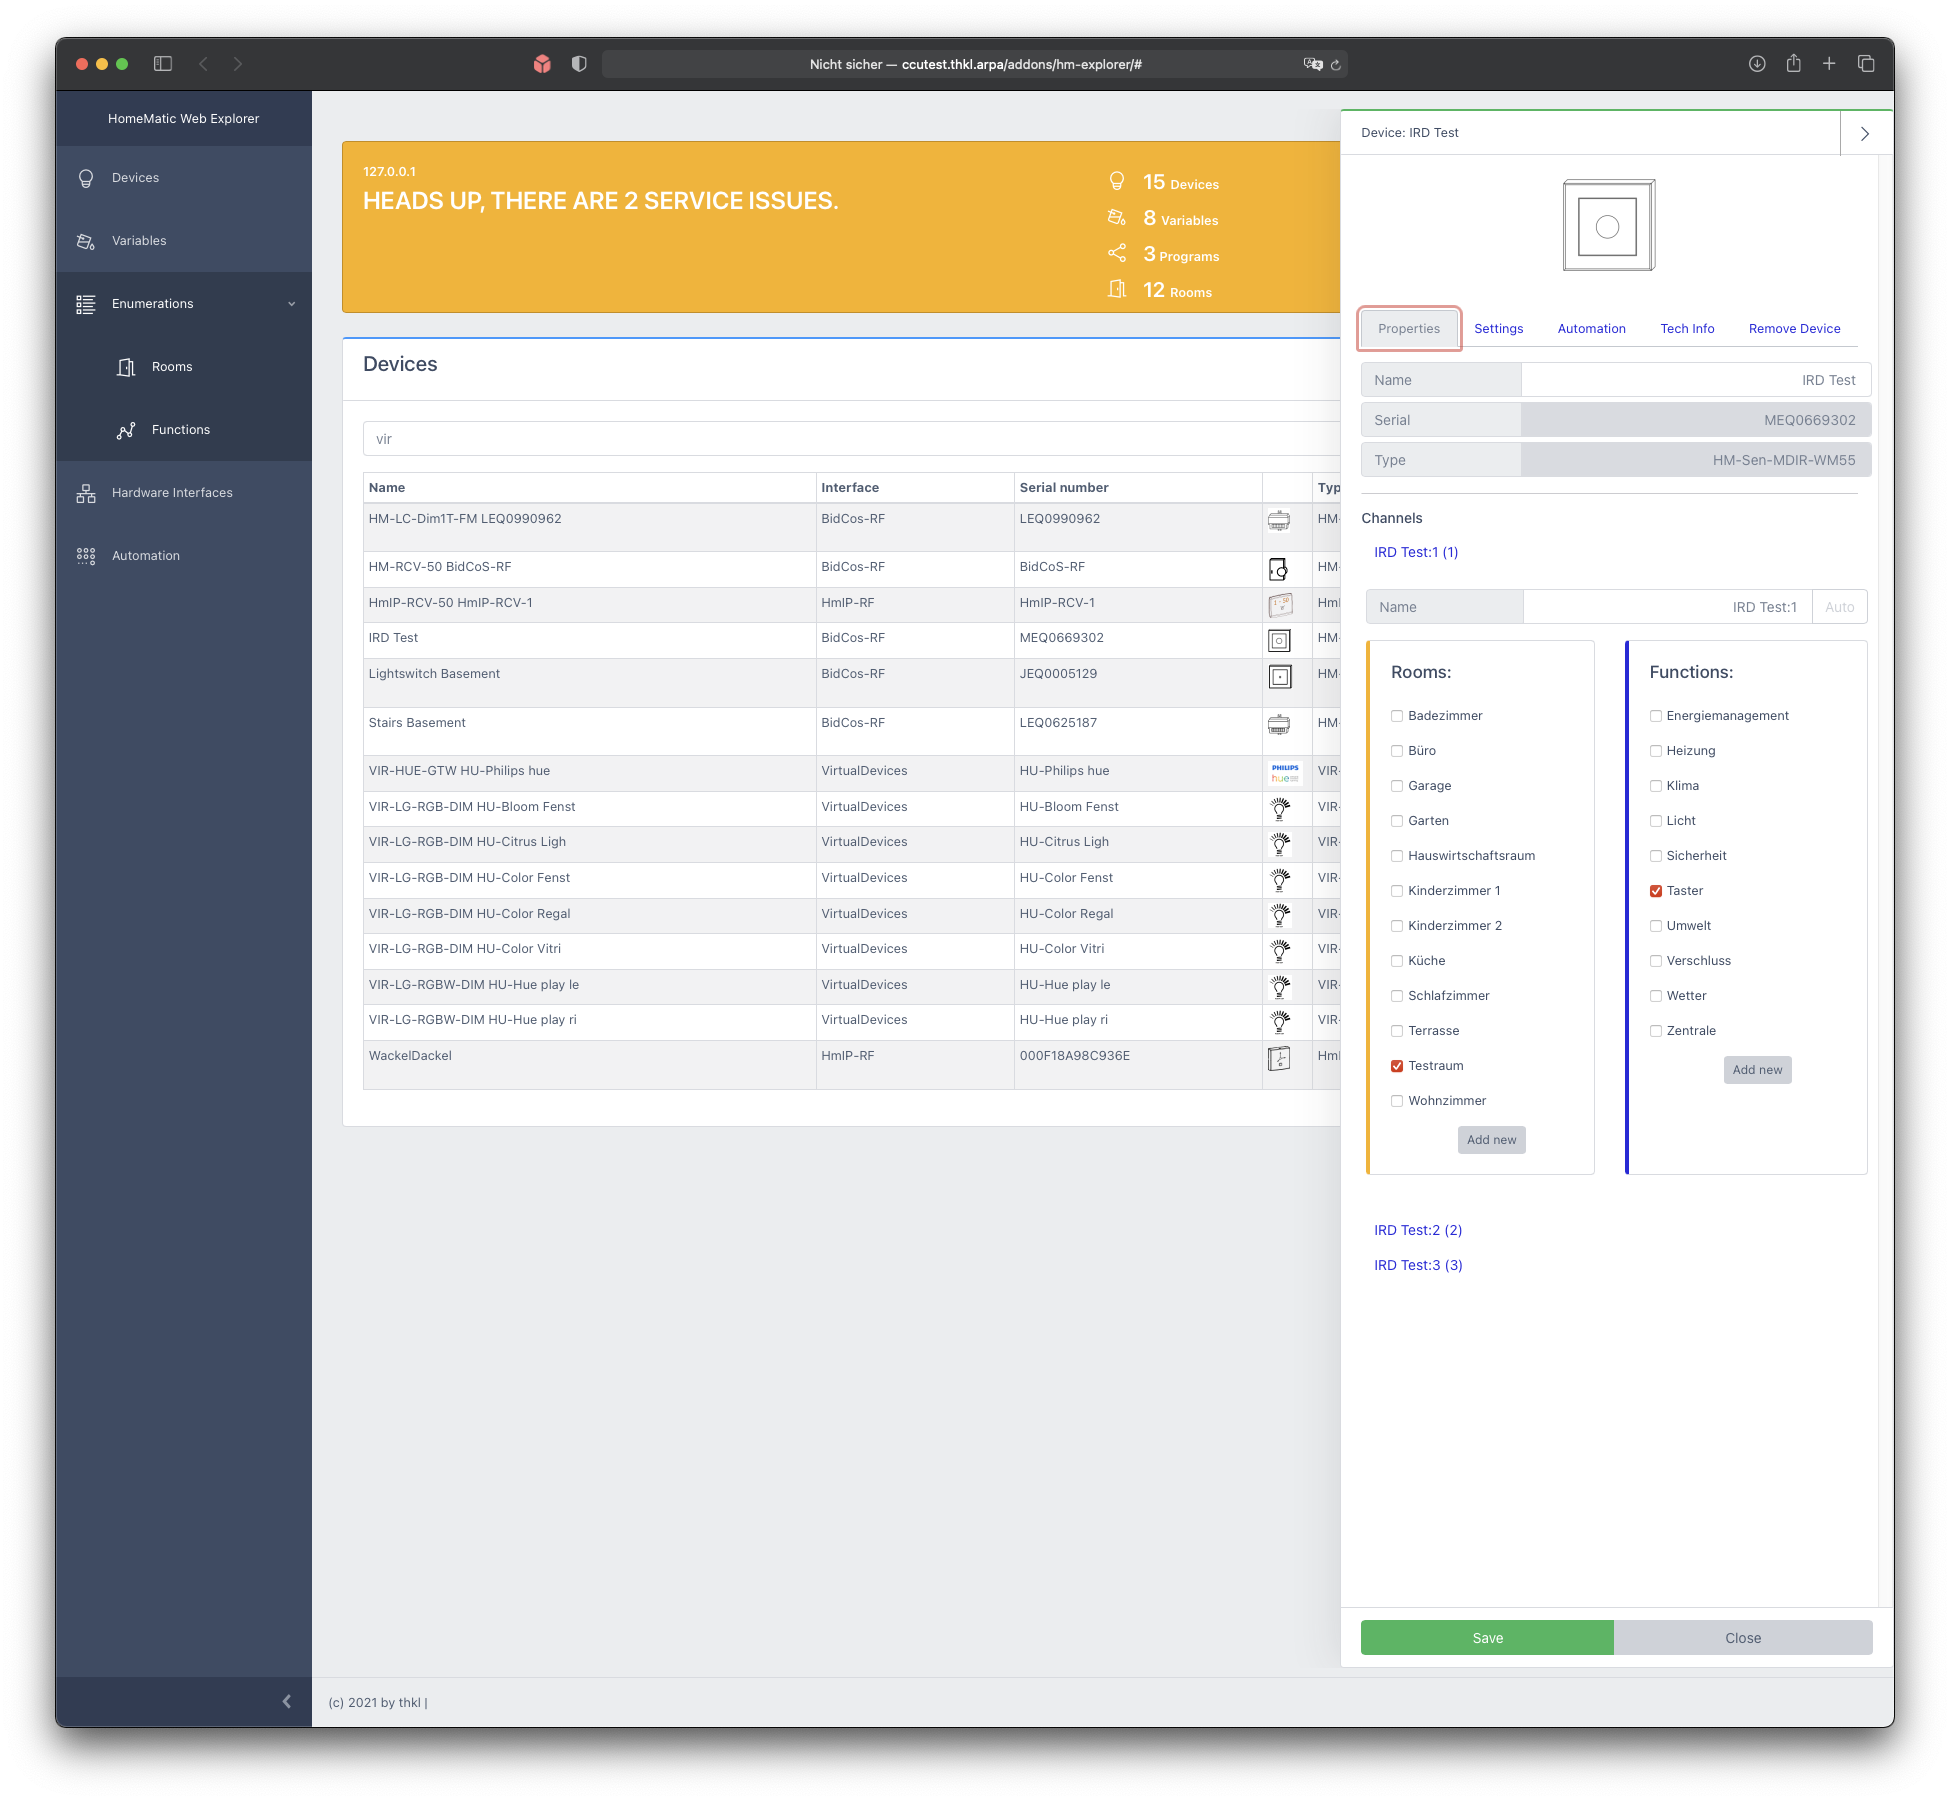 Nicht sicher — ccutest.thkl.arpa/addons/hm-explorer/#
HomeMatic Web Explorer
Devices
Variables
Enumerations
Rooms
Functions
Hardware Interfaces
Automation
127.0.0.1
HEADS UP, THERE ARE 2 SERVICE ISSUES.
15 Devices
8 Variables
3 Programs
12 Rooms
Devices
vir
Name Interface Serial number Typ
HM-LC-Dim1T-FM LEQ0990962 BidCos-RF LEQ0990962 HM-
HM-RCV-50 BidCoS-RF BidCos-RF BidCoS-RF HM-
HmIP-RCV-50 HmIP-RCV-1 HmIP-RF HmIP-RCV-1 HmI
IRD Test BidCos-RF MEQ0669302 HM-
Lightswitch Basement BidCos-RF JEQ0005129 HM-
Stairs Basement BidCos-RF LEQ0625187 HM-
VIR-HUE-GTW HU-Philips hue VirtualDevices HU-Philips hue PHILIPS hue VIR-
VIR-LG-RGB-DIM HU-Bloom Fenst VirtualDevices HU-Bloom Fenst VIR-
VIR-LG-RGB-DIM HU-Citrus Ligh VirtualDevices HU-Citrus Ligh VIR-
VIR-LG-RGB-DIM HU-Color Fenst VirtualDevices HU-Color Fenst VIR-
VIR-LG-RGB-DIM HU-Color Regal VirtualDevices HU-Color Regal VIR-
VIR-LG-RGB-DIM HU-Color Vitri VirtualDevices HU-Color Vitri VIR-
VIR-LG-RGBW-DIM HU-Hue play le VirtualDevices HU-Hue play le VIR-
VIR-LG-RGBW-DIM HU-Hue play ri VirtualDevices HU-Hue play ri VIR-
WackelDackel HmIP-RF 000F18A98C936E HmI
Device: IRD Test
Properties Settings Automation Tech Info Remove Device
Name IRD Test
Serial MEQ0669302
Type HM-Sen-MDIR-WM55
Channels
IRD Test:1 (1)
Name IRD Test:1 Auto
Rooms:
Badezimmer
Büro
Garage
Garten
Hauswirtschaftsraum
Kinderzimmer 1
Kinderzimmer 2
Küche
Schlafzimmer
Terrasse
Testraum
Wohnzimmer
Add new
Functions:
Energiemanagement
Heizung
Klima
Licht
Sicherheit
Taster
Umwelt
Verschluss
Wetter
Zentrale
Add new
IRD Test:2 (2)
IRD Test:3 (3)
Save Close
(c) 2021 by thkl |